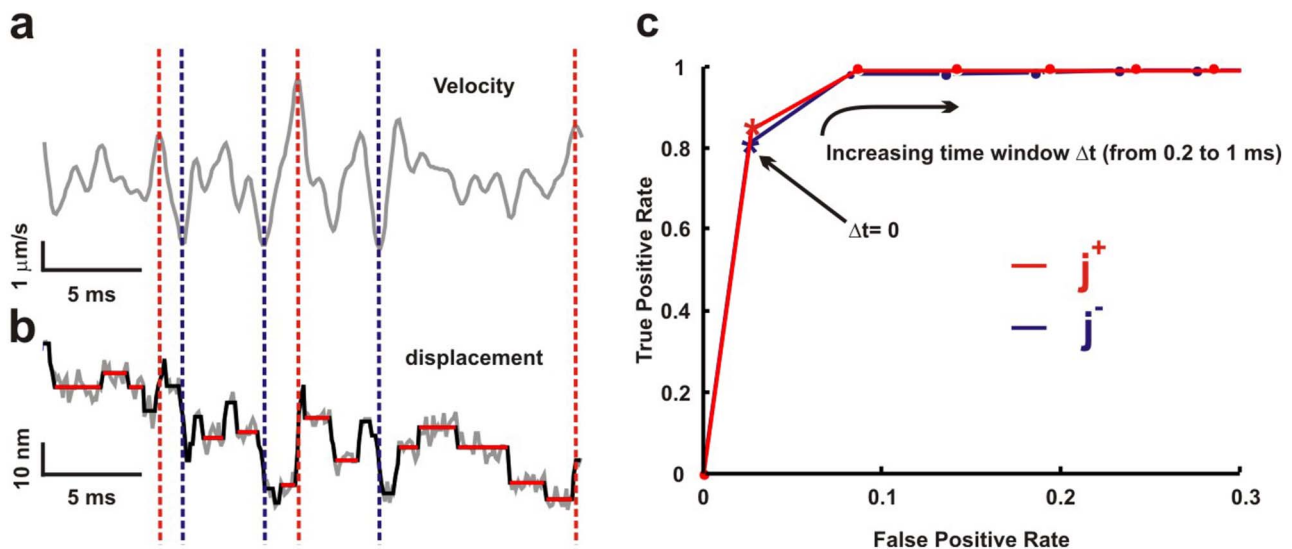 a
Velocity
1 μm/s
5 ms
b
displacement
10 nm
5 ms
c
True Positive Rate
1
0.8
0.6
0.4
0.2
0
Increasing time window Δt (from 0.2 to 1 ms)
Δt= 0
j+
j-
0 0.1 0.2 0.3
False Positive Rate